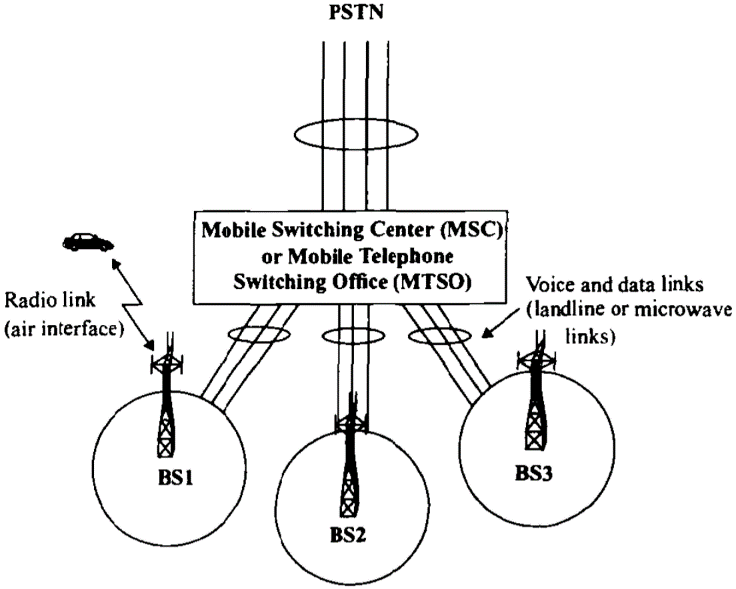 PSTN
Mobile Switching Center (MSC)
or Mobile Telephone
Switching Office (MTSO)
Radio link
(air interface)
Voice and data links
(landline or microwave
links)
BS1
BS2
BS3